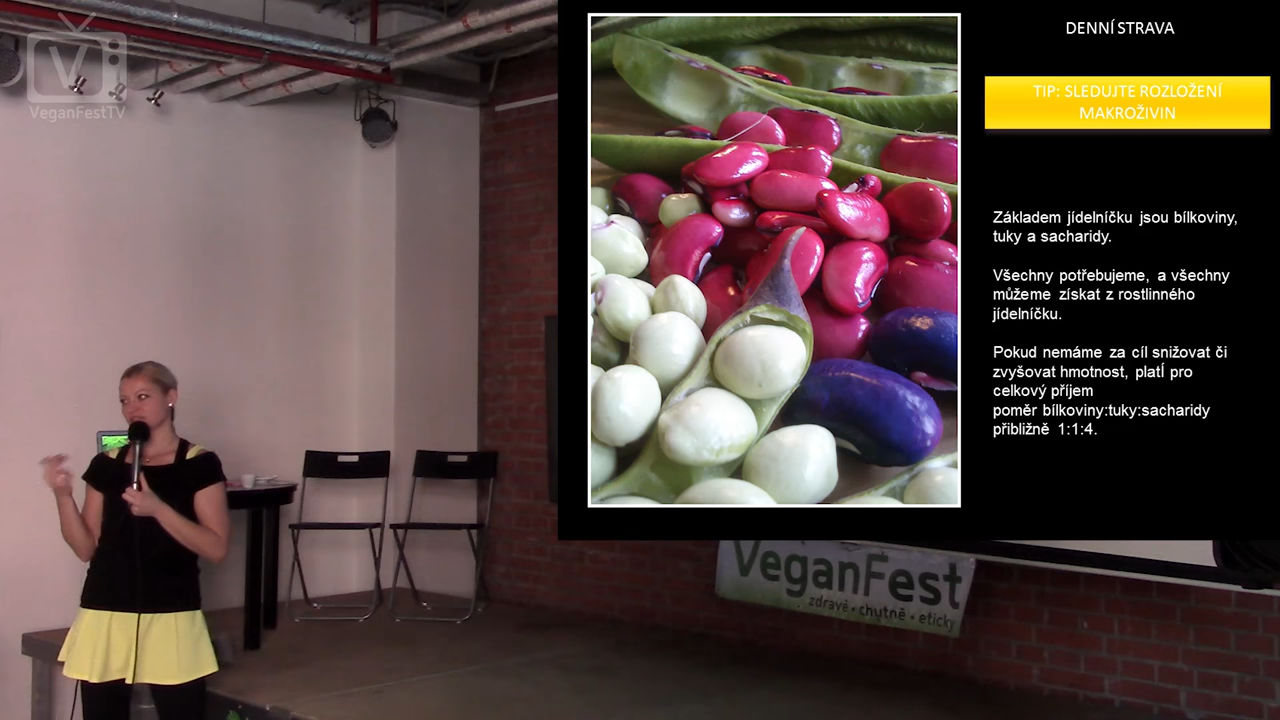 V
VeganFestTV
DENNÍ STRAVA
TIP: SLEDUJTE ROZLOŽENÍ
MAKROŽIVIN
Základem jídelníčku jsou bílkoviny,
tuky a sacharidy.
Všechny potřebujeme, a všechny
můžeme získat z rostlinného
jídelníčku.
Pokud nemáme za cíl snižovat či
zvyšovat hmotnost, platÍ pro
celkový příjem
poměr bílkoviny:tuky:sacharidy
přibližně 1:1:4.
VeganFest
zdravě • chutně • eticky